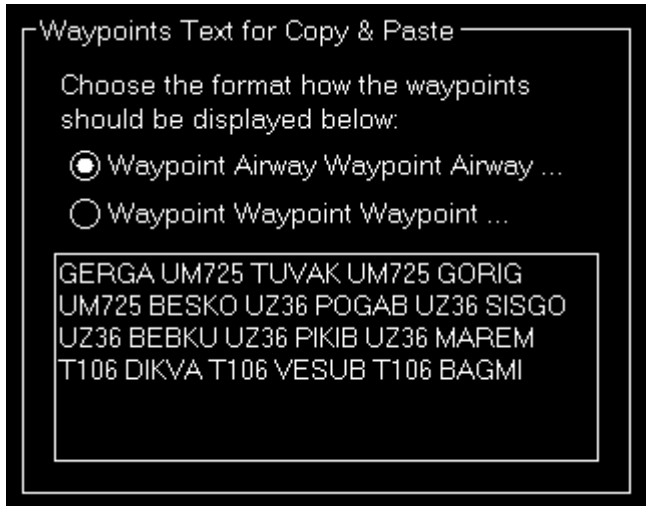 Waypoints Text for Copy & Paste
Choose the format how the waypoints
should be displayed below:
Waypoint Airway Waypoint Airway ...
Waypoint Waypoint Waypoint ...
GERGA UM725 TUVAK UM725 GORIG
UM725 BESKO UZ36 POGAB UZ36 SISGO
UZ36 BEBKU UZ36 PIKIB UZ36 MAREM
T106 DIKVA T106 VESUB T106 BAGMI